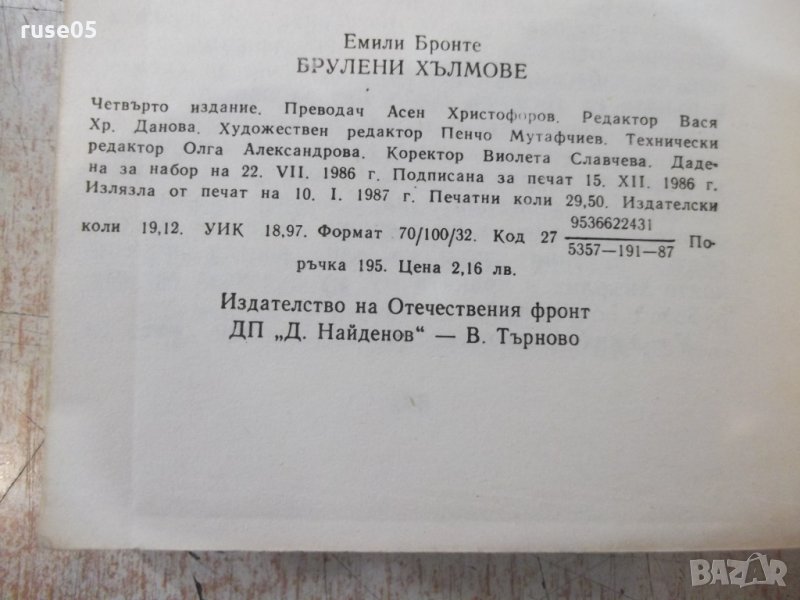 ruse05
Емили Бронте
БРУЛЕНИ ХЪЛМОВЕ
Четвърто издание. Преводач Асен Христофоров. Редактор Вася
Хр. Данова. Художествен редактор Пенчо Мутафчиев. Технически
редактор Олга Александрова. Коректор Виолета Славчева. Даде-
на за набор на 22. VII. 1986 г. Подписана за печат 15. XII. 1986 г.
Излязла от печат на 10. I. 1987 г. Печатни коли 29,50. Издателски
9536622431
коли 19,12. УИК 18,97. Формат 70/100/32. Код 27 По-
5357—191—87
ръчка 195. Цена 2,16 лв.
Издателство на Отечествения фронт
ДП „Д. Найденов“ — В. Търново
BAZAR